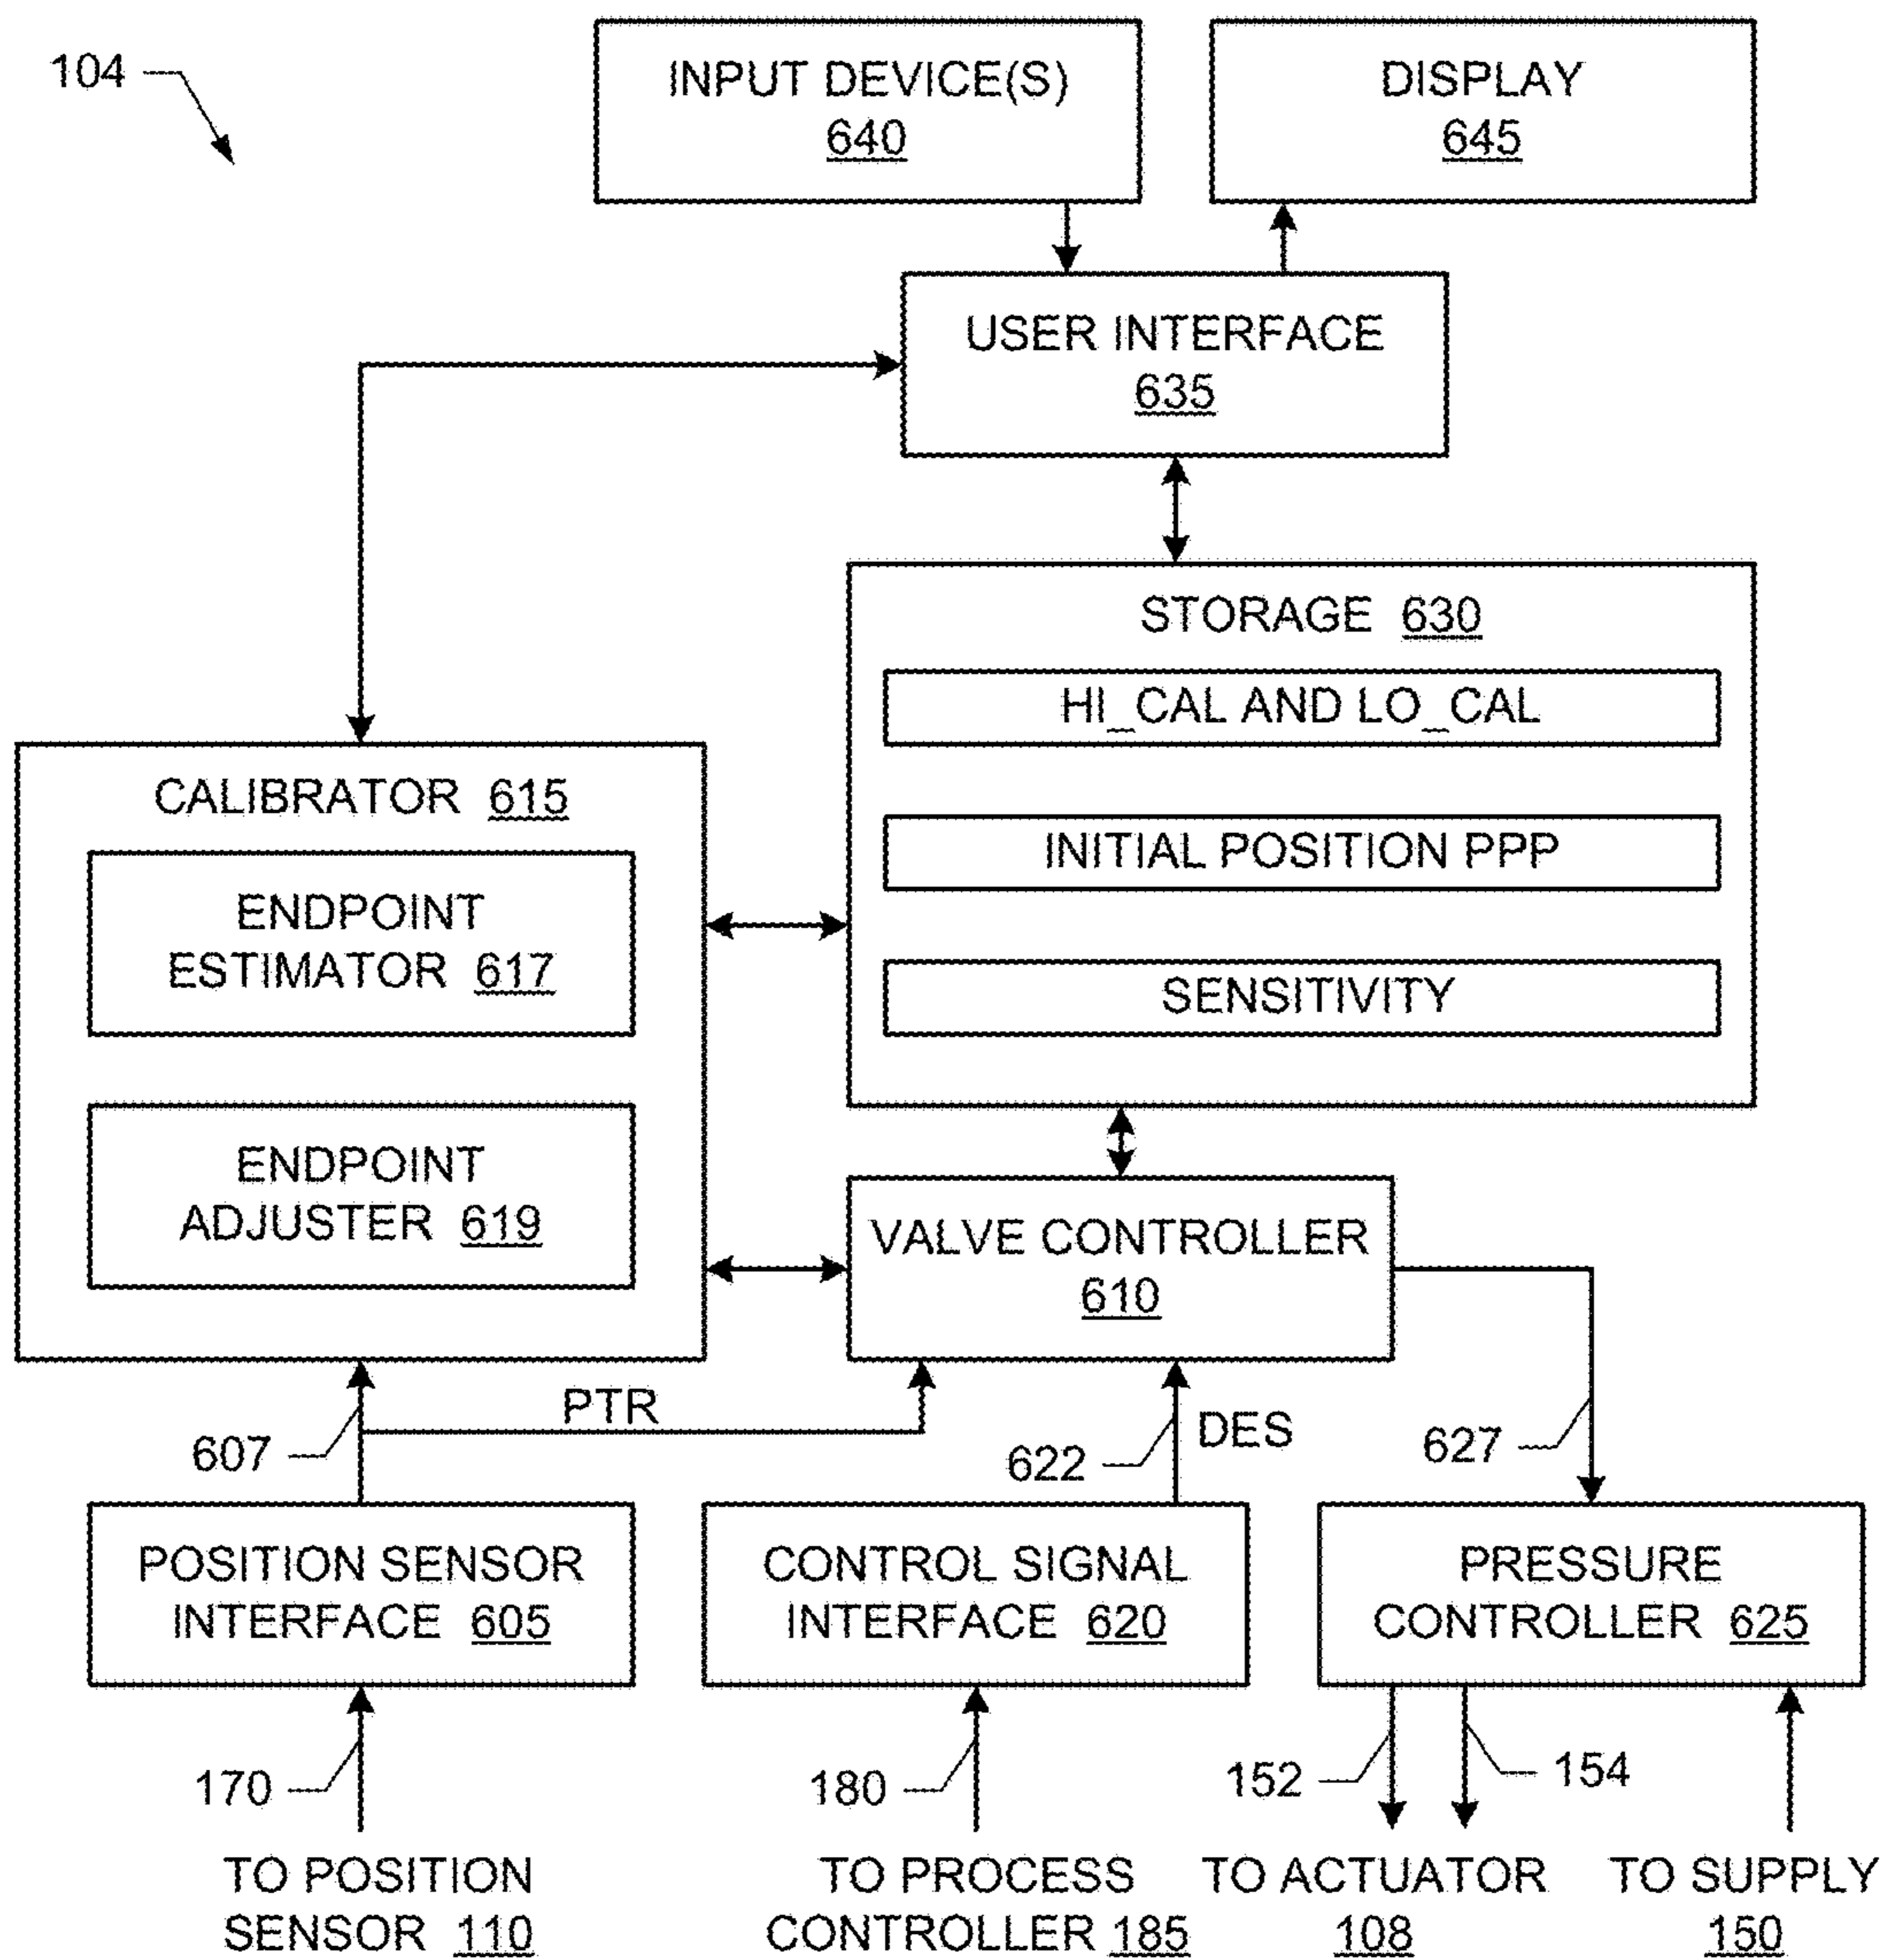 104
INPUT DEVICE(S)
640
DISPLAY
645
USER INTERFACE
635
STORAGE 630
HI_CAL AND LO_CAL
INITIAL POSITION PPP
SENSITIVITY
CALIBRATOR 615
ENDPOINT
ESTIMATOR 617
ENDPOINT
ADJUSTER 619
VALVE CONTROLLER
610
607
PTR
622
DES
627
POSITION SENSOR
INTERFACE 605
CONTROL SIGNAL
INTERFACE 620
PRESSURE
CONTROLLER 625
170
180
152
154
TO POSITION
SENSOR 110
TO PROCESS
CONTROLLER 185
TO ACTUATOR
108
TO SUPPLY
150